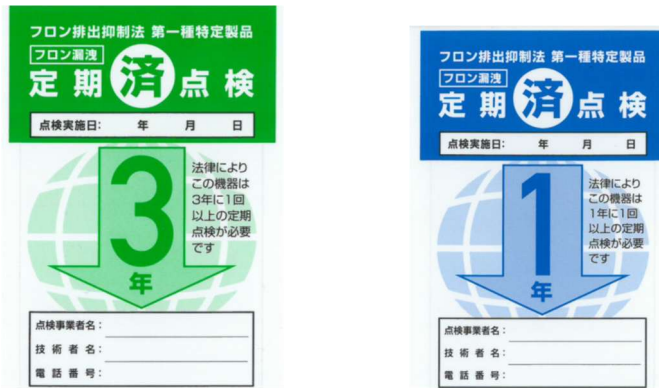 フロン排出抑制法 第一種特定製品
フロン漏洩
定期済点検
点検実施日: 年 月 日
3
年
法律により
この機器は
3年に1回
以上の定期
点検が必要
です
点検事業者名:
技術者名:
電話番号:
フロン排出抑制法 第一種特定製品
フロン漏洩
定期済点検
点検実施日: 年 月 日
1
年
法律により
この機器は
1年に1回
以上の定期
点検が必要
です
点検事業者名:
技術者名:
電話番号: